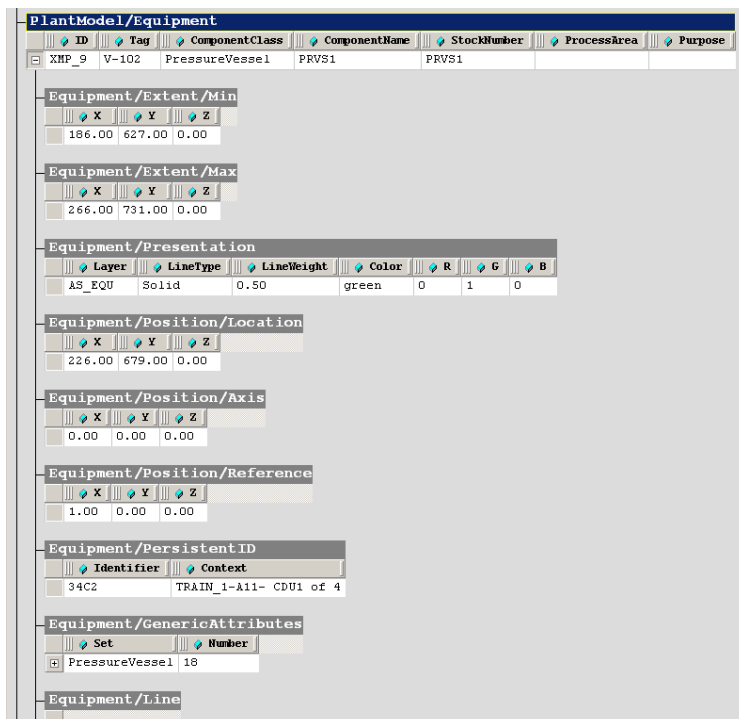 PlantModel/Equipment
ID Tag ComponentClass ComponentName StockNumber ProcessArea Purpose
XMP_9 V-102 PressureVessel PRVS1 PRVS1
Equipment/Extent/Min
X Y Z
186.00 627.00 0.00
Equipment/Extent/Max
X Y Z
266.00 731.00 0.00
Equipment/Presentation
Layer LineType LineWeight Color R G B
AS_EQU Solid 0.50 green 0 1 0
Equipment/Position/Location
X Y Z
226.00 679.00 0.00
Equipment/Position/Axis
X Y Z
0.00 0.00 0.00
Equipment/Position/Reference
X Y Z
1.00 0.00 0.00
Equipment/PersistentID
Identifier Context
34C2 TRAIN_1-A11- CDU1 of 4
Equipment/GenericAttributes
Set Number
PressureVessel 18
Equipment/Line